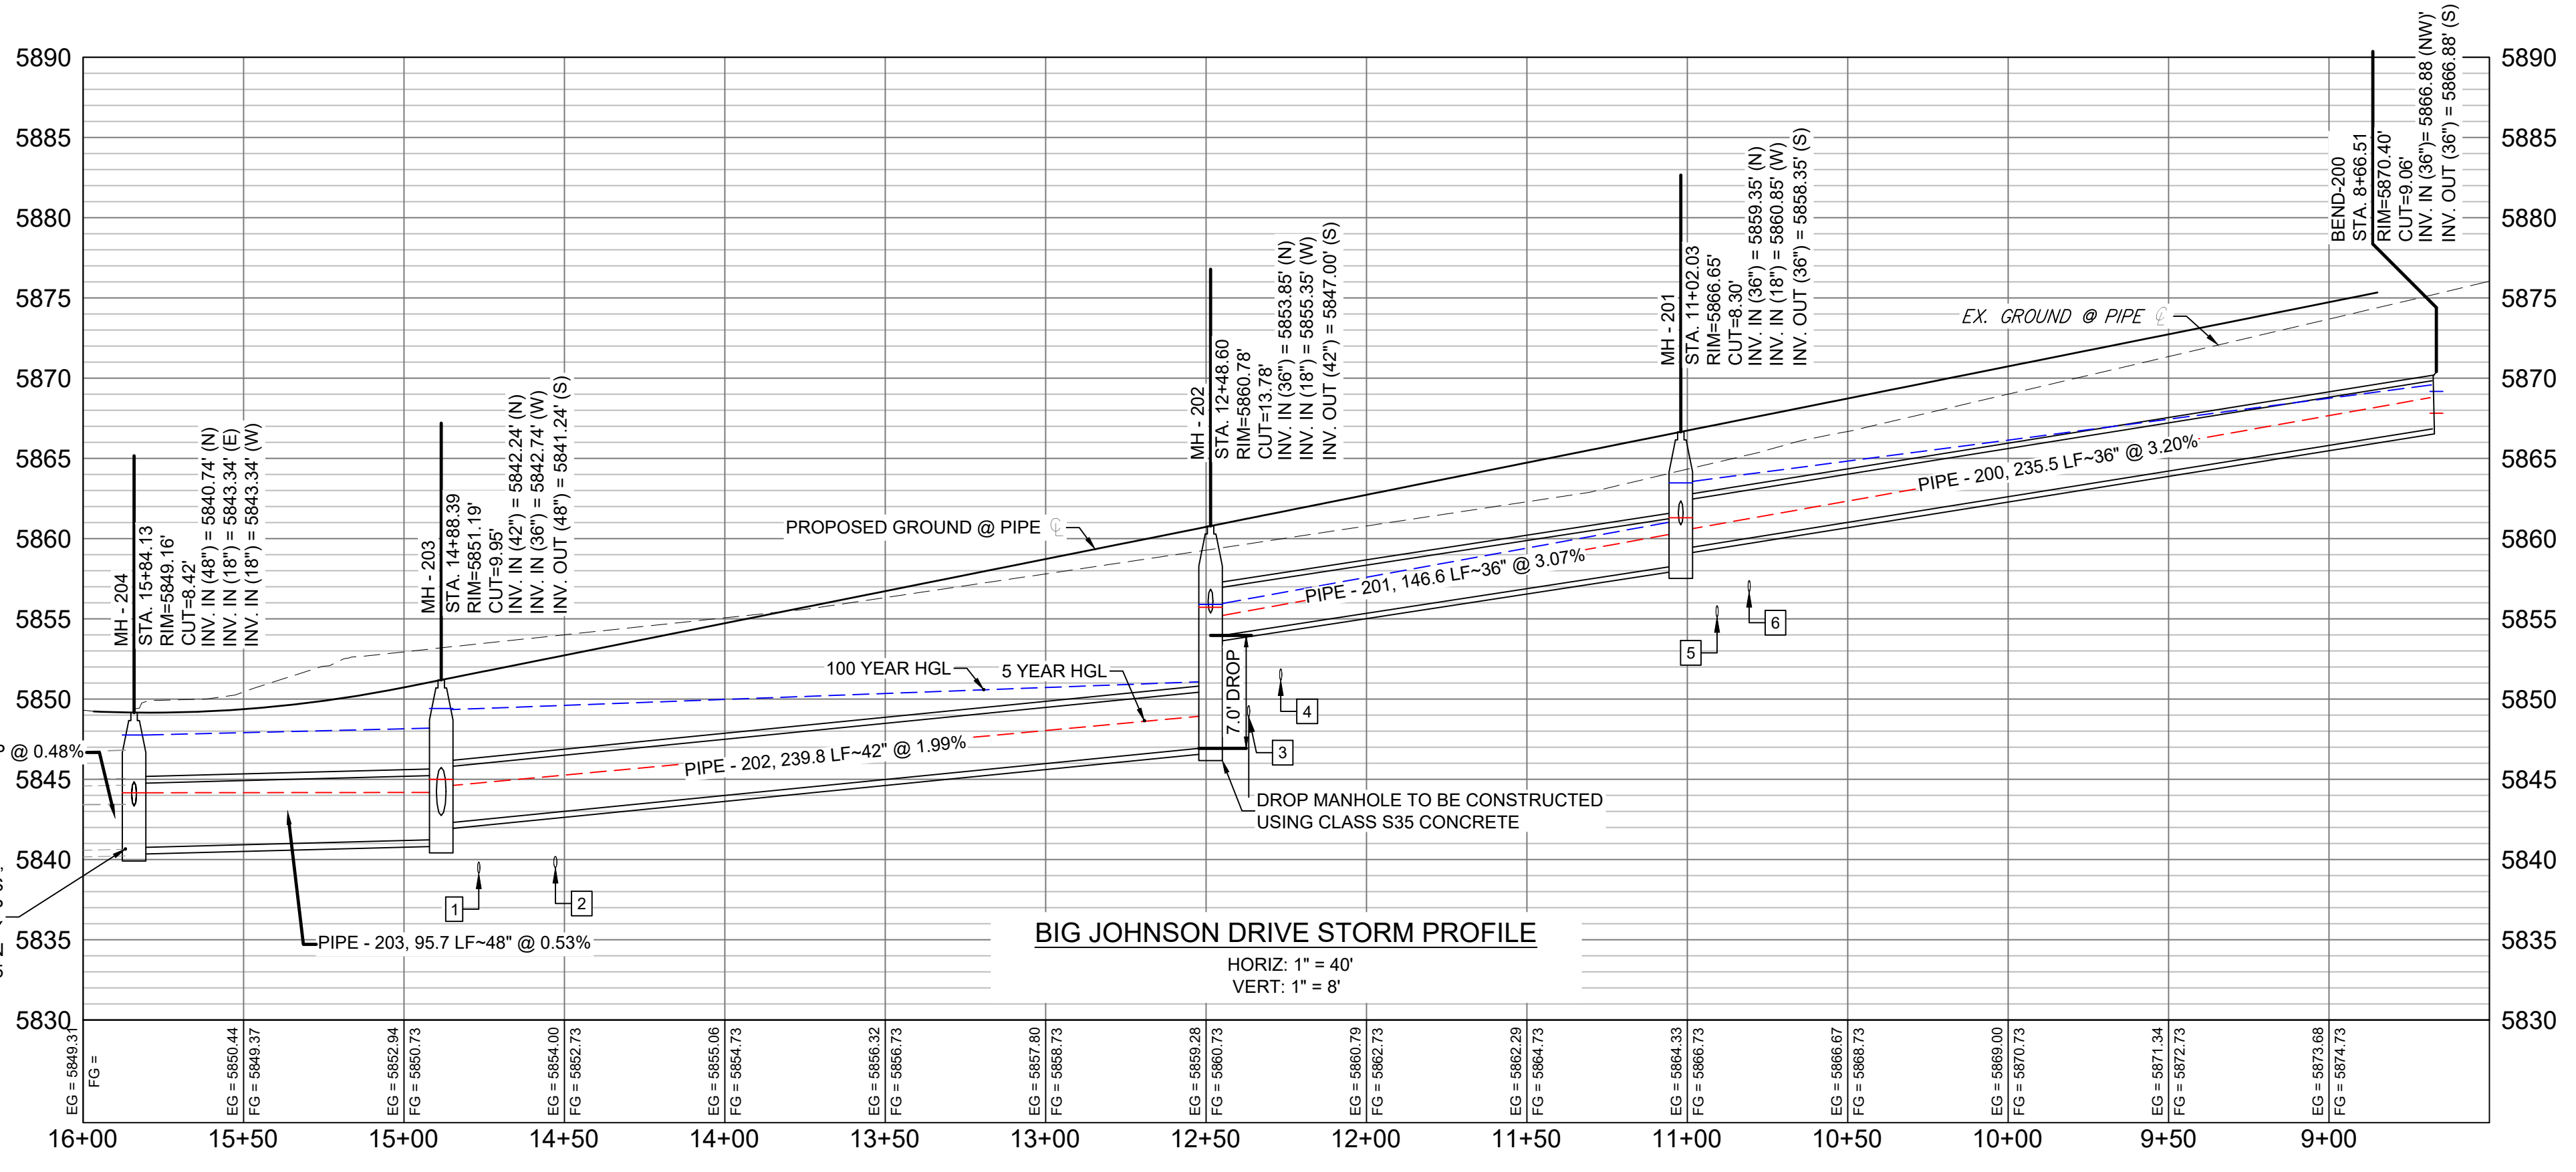 5890
5885
5880
5875
5870
5865
5860
5855
5850
5845
5840
5835
5830
5890
5885
5880
5875
5870
5865
5860
5855
5850
5845
5840
5835
5830
MH - 204
STA. 15+84.13
RIM=5849.16'
CUT=8.42'
INV. IN (48") = 5840.74' (N)
INV. IN (18") = 5843.34' (E)
INV. IN (18") = 5843.34' (W)
MH - 203
STA. 14+88.39
RIM=5851.19'
CUT=9.95'
INV. IN (42") = 5842.24' (N)
INV. IN (36") = 5842.74' (W)
INV. OUT (48") = 5841.24' (S)
MH - 202
STA. 12+48.60
RIM=5860.78'
CUT=13.78'
INV. IN (36") = 5853.85' (N)
INV. IN (18") = 5855.35' (W)
INV. OUT (42") = 5847.00' (S)
MH - 201
STA. 11+02.03
RIM=5866.65'
CUT=8.30'
INV. IN (36") = 5859.35' (N)
INV. IN (18") = 5860.85' (W)
INV. OUT (36") = 5858.35' (S)
BEND-200
STA. 8+66.51
RIM=5870.40'
CUT=9.06'
INV. IN (36")= 5866.88 (NW)'
INV. OUT (36") = 5866.88' (S)
EX. GROUND @ PIPE ℄
PROPOSED GROUND @ PIPE ℄
PIPE - 200, 235.5 LF~36" @ 3.20%
PIPE - 201, 146.6 LF~36" @ 3.07%
100 YEAR HGL
5 YEAR HGL
7.0' DROP
PIPE - 202, 239.8 LF~42" @ 1.99%
@ 0.48%
1
2
3
4
5
6
DROP MANHOLE TO BE CONSTRUCTED
USING CLASS S35 CONCRETE
PIPE - 203, 95.7 LF~48" @ 0.53%
BIG JOHNSON DRIVE STORM PROFILE
HORIZ: 1" = 40'
VERT: 1" = 8'
EG = 5849.31
FG =
EG = 5850.44
FG = 5849.37
EG = 5852.94
FG = 5850.73
EG = 5854.00
FG = 5852.73
EG = 5855.06
FG = 5854.73
EG = 5856.32
FG = 5856.73
EG = 5857.80
FG = 5858.73
EG = 5859.28
FG = 5860.73
EG = 5860.79
FG = 5862.73
EG = 5862.29
FG = 5864.73
EG = 5864.33
FG = 5866.73
EG = 5866.67
FG = 5868.73
EG = 5869.00
FG = 5870.73
EG = 5871.34
FG = 5872.73
EG = 5873.68
FG = 5874.73
16+00
15+50
15+00
14+50
14+00
13+50
13+00
12+50
12+00
11+50
11+00
10+50
10+00
9+50
9+00